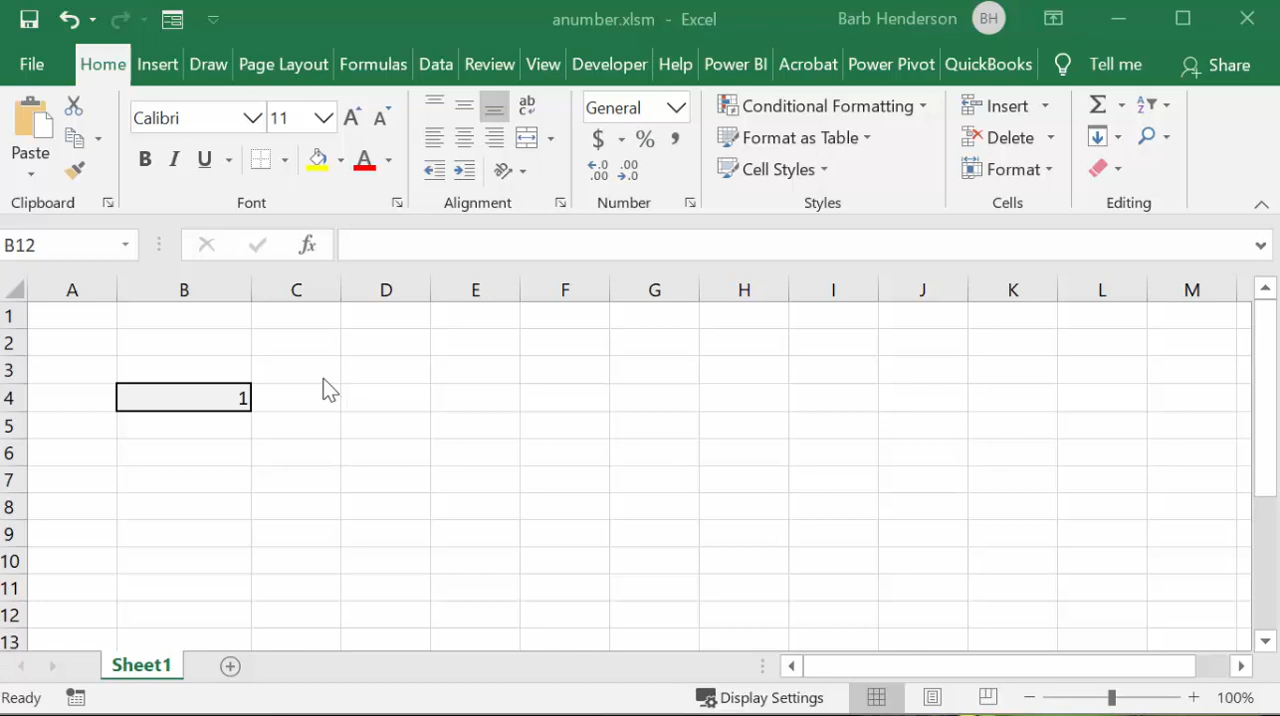 anumber.xlsm - Excel
Barb Henderson
BH
File Home Insert Draw Page Layout Formulas Data Review View Developer Help Power BI Acrobat Power Pivot QuickBooks Tell me Share
Paste
Clipboard
Calibri 11
B I U A
Font
ab
Alignment
General
$ % ,
Number
Conditional Formatting
Format as Table
Cell Styles
Styles
Insert
Delete
Format
Cells
Editing
B12 fx
A B C D E F G H I J K L M
1
2
3
4 1
5
6
7
8
9
10
11
12
13
Sheet1
Ready Display Settings 100%